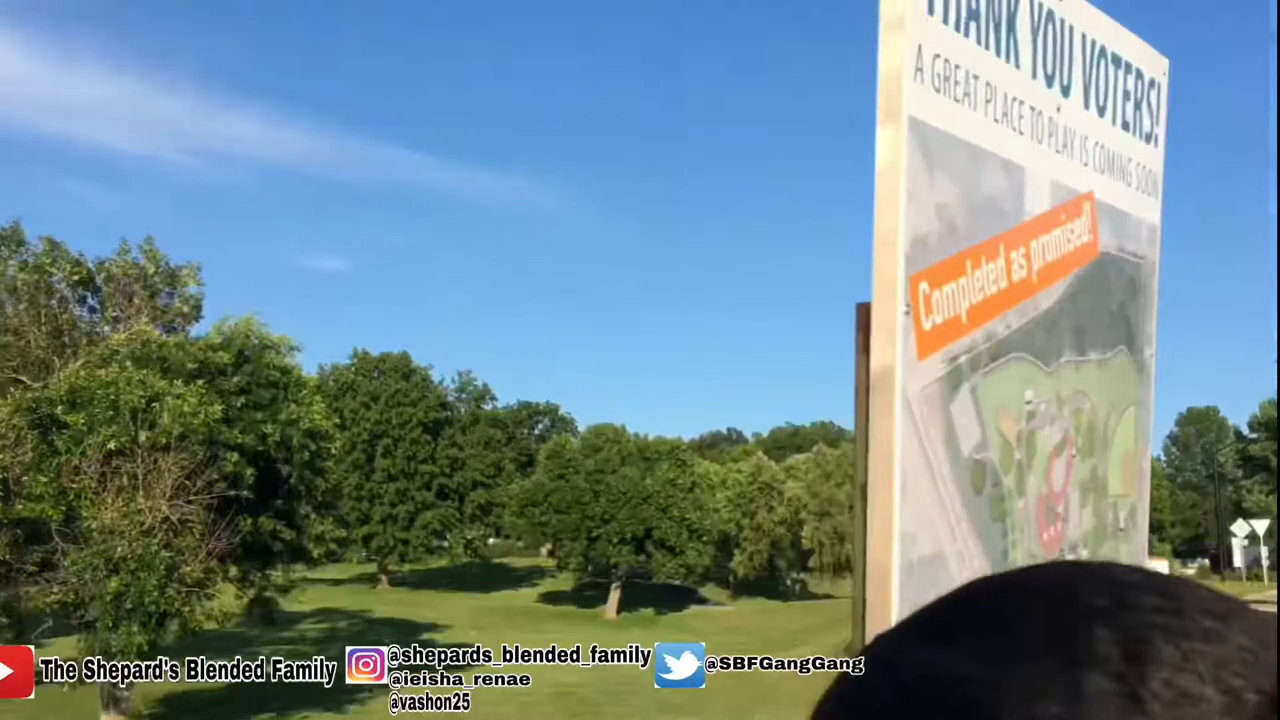 THANK YOU VOTERS!
A GREAT PLACE TO PLAY IS COMING SOON
Completed as promised!
The Shepard's Blended Family
@shepards_blended_family
@ieisha_renae
@vashon25
@SBFGangGang